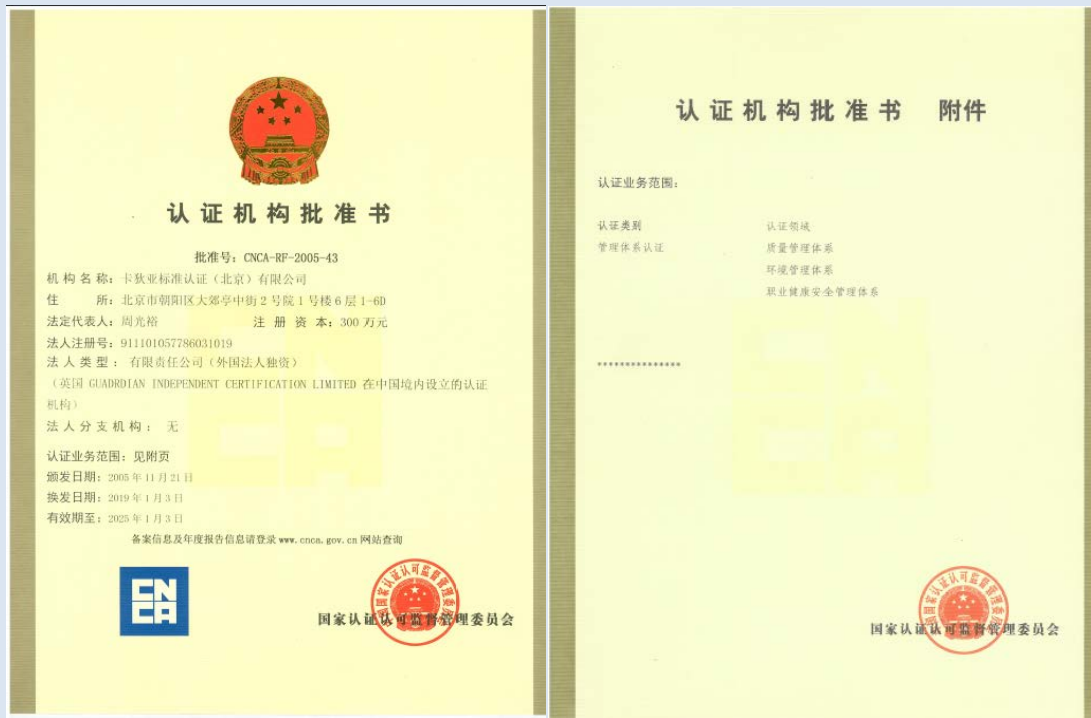 认证机构批准书
批准号：CNCA-RF-2005-43
机构名称：卡狄亚标准认证（北京）有限公司
住 所：北京市朝阳区大郊亭中街2号院1号楼6层1-6D
法定代表人：周光裕 注册资本：300万元
法人注册号：911101057786031019
法人类型：有限责任公司（外国法人独资）
（英国 GUADRDIAN INDEPENDENT CERTIFICATION LIMITED 在中国境内设立的认证
机构）
法人分支机构：无
认证业务范围：见附页
颁发日期：2005年11月21日
换发日期：2019年1月3日
有效期至：2025年1月3日
备案信息及年度报告信息请登录 www.cnca.gov.cn 网站查询
CN
CA
国家认证认可监督管理委员会
认证机构批准书 附件
认证业务范围：
认证类别 认证领域
管理体系认证 质量管理体系
环境管理体系
职业健康安全管理体系
***************
国家认证认可监督管理委员会